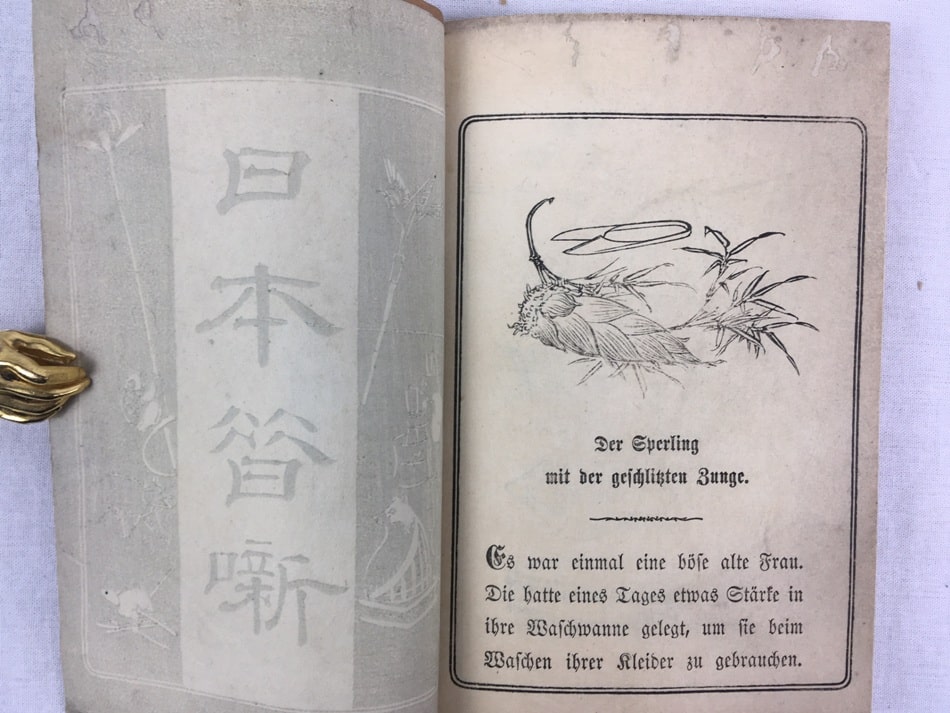 日
本
昔
噺
Der Sperling
mit der geschlitzten Zunge.
Es war einmal eine böse alte Frau.
Die hatte eines Tages etwas Stärke in
ihre Waschwanne gelegt, um sie beim
Waschen ihrer Kleider zu gebrauchen.